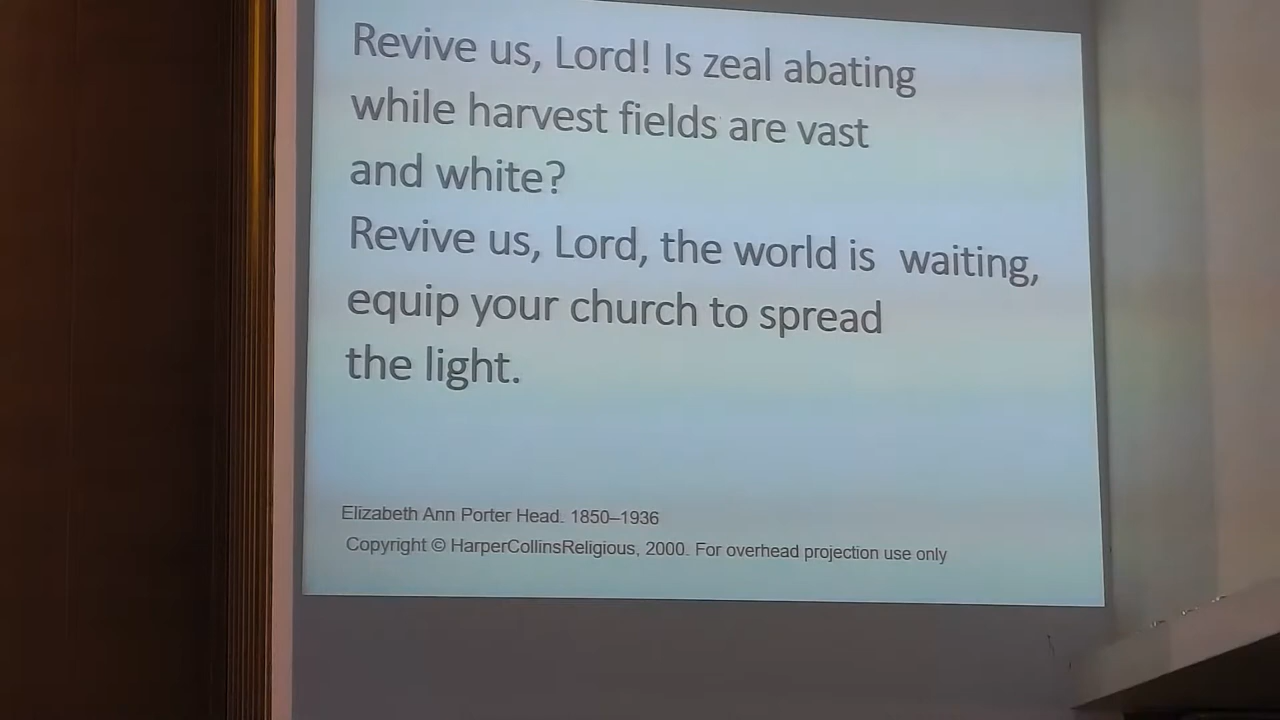 Revive us, Lord! Is zeal abating
while harvest fields are vast
and white?
Revive us, Lord, the world is  waiting,
equip your church to spread
the light.
Elizabeth Ann Porter Head. 1850–1936
Copyright © HarperCollinsReligious, 2000. For overhead projection use only